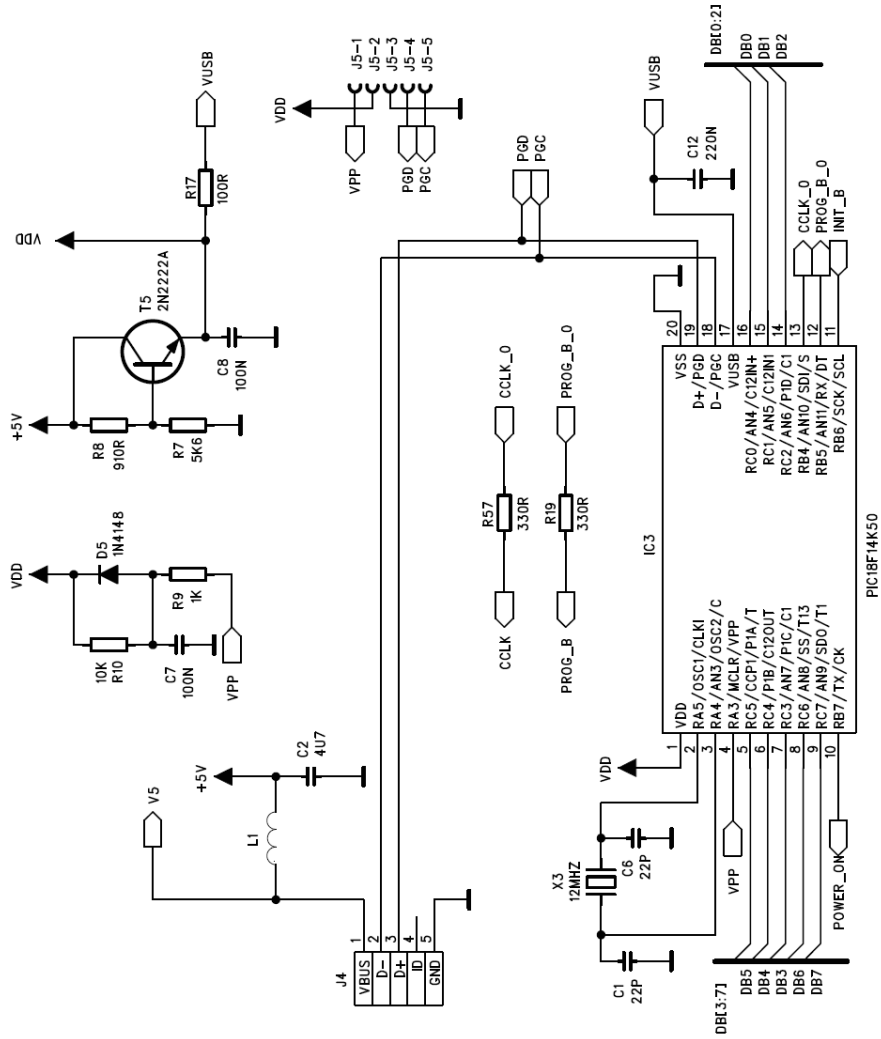 VUSB
R17
100R
VDD
T5
2N2222A
C8
100N
+5V
R8
910R
R7
5K6
VDD
D5
1N4148
R9
1K
10K
R10
C7
100N
VPP
V5
+5V
L1
C2
4U7
J4
VBUS
D-
D+
ID
GND
1
2
3
4
5
VDD
J5-1
J5-2
J5-3
J5-4
J5-5
VPP
PGD
PGC
PGD
PGC
CCLK
R57
330R
CCLK_0
PROG_B
R19
330R
PROG_B_0
VUSB
C12
220N
DB[0:2]
DB0
DB1
DB2
CCLK_0
PROG_B_0
INIT_B
20
19
18
17
16
15
14
13
12
11
VSS
D+/PGD
D-/PGC
VUSB
RC0/AN4/C12IN+
RC1/AN5/C12IN1
RC2/AN6/P1D/C1
RB4/AN10/SDI/S
RB5/AN11/RX/DT
RB6/SCK/SCL
IC3
PIC18F14K50
VDD
RA5/OSC1/CLKI
RA4/AN3/OSC2/C
RA3/MCLR/VPP
RC5/CCP1/P1A/T
RC4/P1B/C12OUT
RC3/AN7/P1C/C1
RC6/AN8/SS/T13
RC7/AN9/SDO/T1
RB7/TX/CK
1
2
3
4
5
6
7
8
9
10
VDD
X3
12MHZ
C6
22P
C1
22P
VPP
POWER_ON
DB[3:7]
DB5
DB4
DB3
DB6
DB7